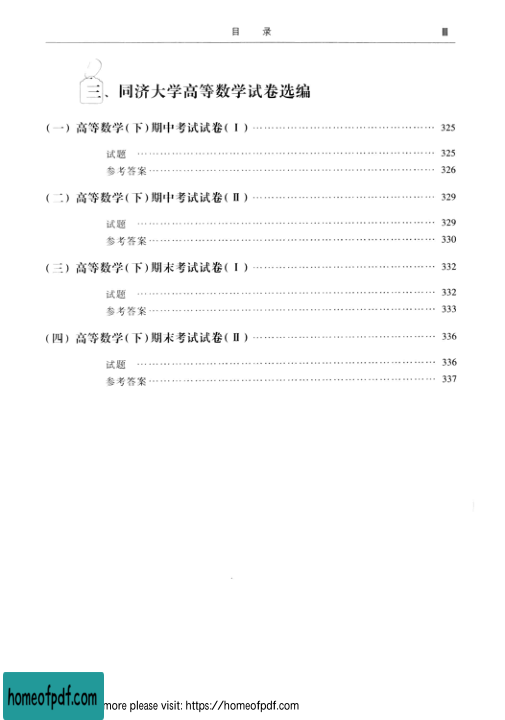 目 录 Ⅲ
三、同济大学高等数学试卷选编
(一) 高等数学(下)期中考试试卷(Ⅰ) …………………………………… 325
试题 …………………………………………………………… 325
参考答案 ………………………………………………………… 326
(二) 高等数学(下)期中考试试卷(Ⅱ) …………………………………… 329
试题 …………………………………………………………… 329
参考答案 ………………………………………………………… 330
(三) 高等数学(下)期末考试试卷(Ⅰ) …………………………………… 332
试题 …………………………………………………………… 332
参考答案 ………………………………………………………… 333
(四) 高等数学(下)期末考试试卷(Ⅱ) …………………………………… 336
试题 …………………………………………………………… 336
参考答案 ………………………………………………………… 337
homeofpdf.com more please visit: https://homeofpdf.com